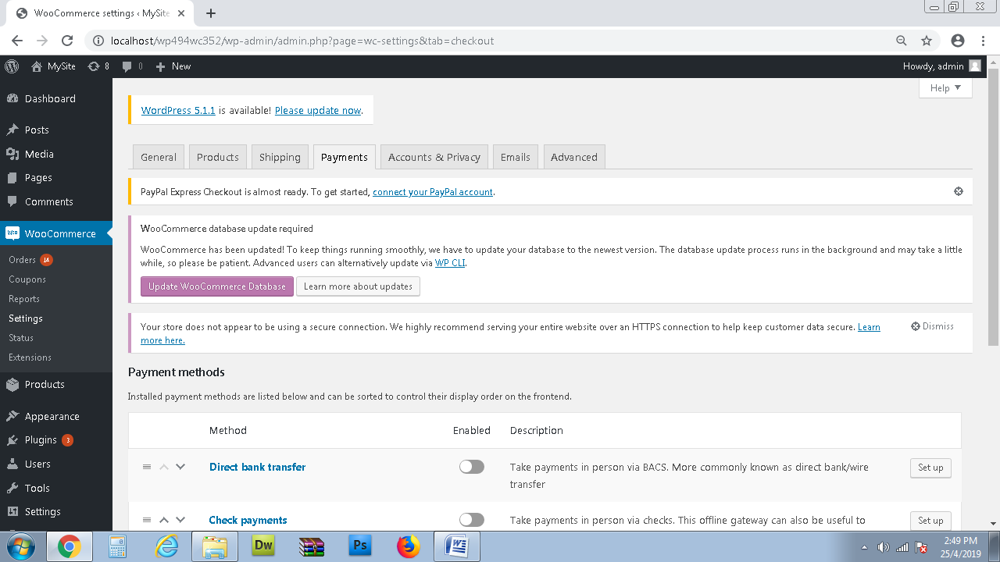 WooCommerce settings ‹ MySite
localhost/wp494wc352/wp-admin/admin.php?page=wc-settings&tab=checkout
MySite 8 0 New Howdy, admin
Help
Dashboard
Posts
Media
Pages
Comments
Woo WooCommerce
Orders 14
Coupons
Reports
Settings
Status
Extensions
Products
Appearance
Plugins 3
Users
Tools
Settings
WordPress 5.1.1 is available! Please update now.
General Products Shipping Payments Accounts & Privacy Emails Advanced
PayPal Express Checkout is almost ready. To get started, connect your PayPal account.
WooCommerce database update required
WooCommerce has been updated! To keep things running smoothly, we have to update your database to the newest version. The database update process runs in the background and may take a little
while, so please be patient. Advanced users can alternatively update via WP CLI.
Update WooCommerce Database Learn more about updates
Your store does not appear to be using a secure connection. We highly recommend serving your entire website over an HTTPS connection to help keep customer data secure. Learn
more here.
Dismiss
Payment methods
Installed payment methods are listed below and can be sorted to control their display order on the frontend.
Method Enabled Description
Direct bank transfer Take payments in person via BACS. More commonly known as direct bank/wire
transfer
Set up
Check payments Take payments in person via checks. This offline gateway can also be useful to
Set up
Dw Ps
2:49 PM
25/4/2019